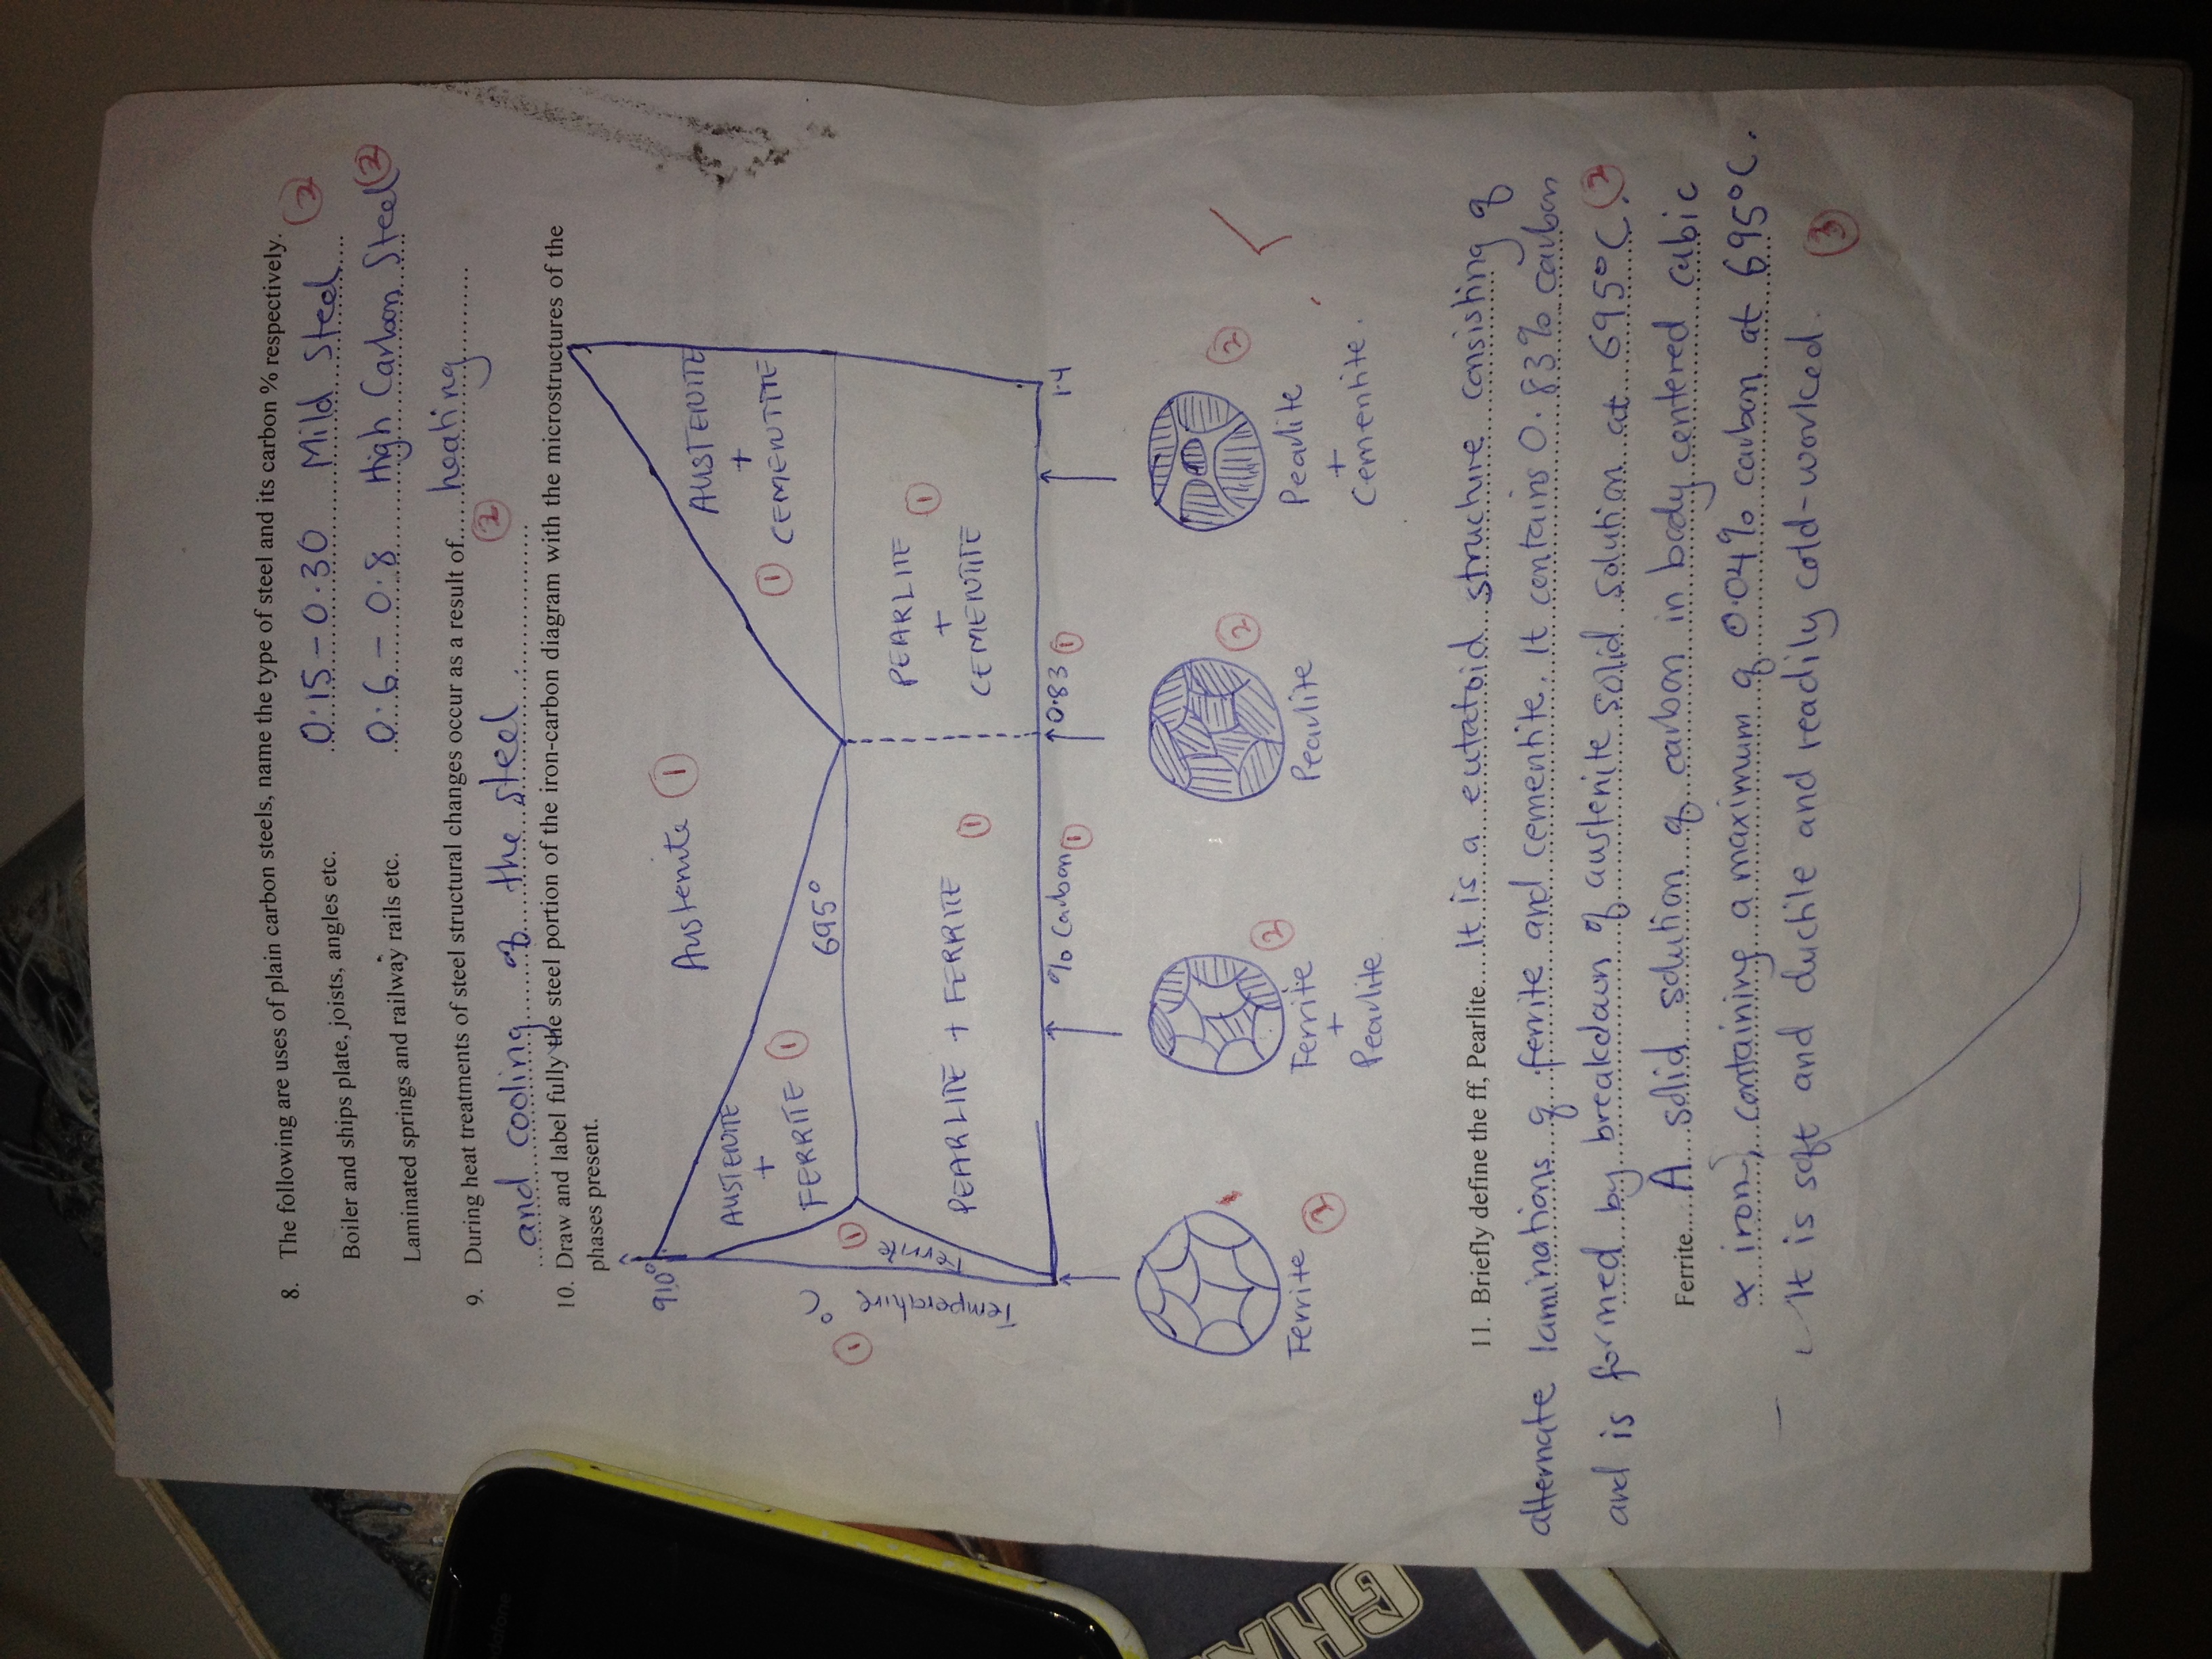 8. The following are uses of plain carbon steels, name the type of steel and its carbon % respectively.
Boiler and ships plate, joists, angles etc. 0.15-0.30 Mild Steel ②
Laminated springs and railway rails etc. 0.6-0.8 High Carbon Steel ②
9. During heat treatments of steel structural changes occur as a result of..... heating
and cooling of the steel. ②
10. Draw and label fully the steel portion of the iron-carbon diagram with the microstructures of the
phases present.
910°
Austenite ①
AUSTENITE
+
FERRITE ①
AUSTENITE
+
① CEMENTITE
695°
① Temperature °C
Ferrite ①
PEARLITE + FERRITE ①
PEARLITE
+
CEMENTITE ①
% Carbon ①
0.83 ①
1.4
Ferrite ②
Ferrite
+
Pearlite ②
Pearlite ②
Pearlite
+
Cementite. ②
11. Briefly define the ff, Pearlite.... It is a eutatoid structure consisting of
alternate laminations of ferrite and cementite. It contains 0.83% carbon
and is formed by breakdown of austenite solid solution at 695°C.
Ferrite..... A solid solution of carbon in body centered cubic
α iron, containing a maximum of 0.04% carbon at 695°C.
It is soft and ductile and readily cold-worked. ③